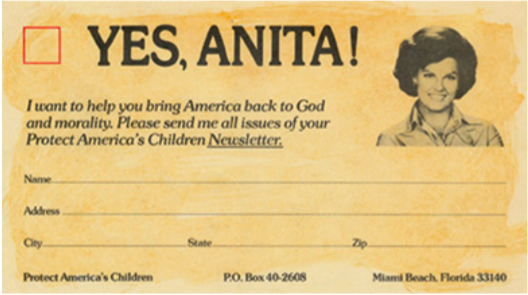 YES, ANITA!
I want to help you bring America back to God
and morality. Please send me all issues of your
Protect America's Children Newsletter.
Name
Address
City State Zip
Protect America's Children P.O. Box 40-2608 Miami Beach, Florida 33140